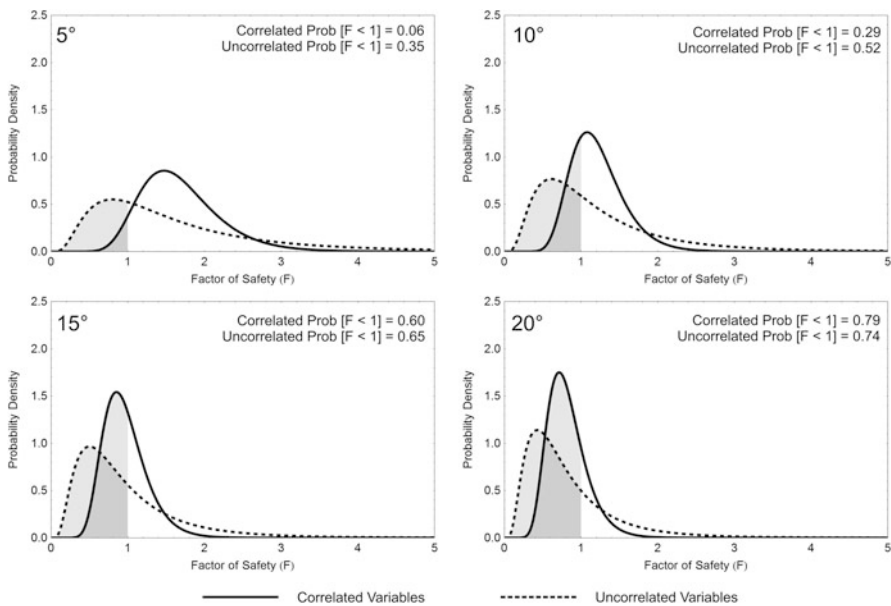 5°
Correlated Prob [F < 1] = 0.06
Uncorrelated Prob [F < 1] = 0.35
Probability Density
2.5
2.0
1.5
1.0
0.5
0.0
0 1 2 3 4 5
Factor of Safety (F)
10°
Correlated Prob [F < 1] = 0.29
Uncorrelated Prob [F < 1] = 0.52
Probability Density
2.5
2.0
1.5
1.0
0.5
0.0
0 1 2 3 4 5
Factor of Safety (F)
15°
Correlated Prob [F < 1] = 0.60
Uncorrelated Prob [F < 1] = 0.65
Probability Density
2.5
2.0
1.5
1.0
0.5
0.0
0 1 2 3 4 5
Factor of Safety (F)
20°
Correlated Prob [F < 1] = 0.79
Uncorrelated Prob [F < 1] = 0.74
Probability Density
2.5
2.0
1.5
1.0
0.5
0.0
0 1 2 3 4 5
Factor of Safety (F)
Correlated Variables
Uncorrelated Variables